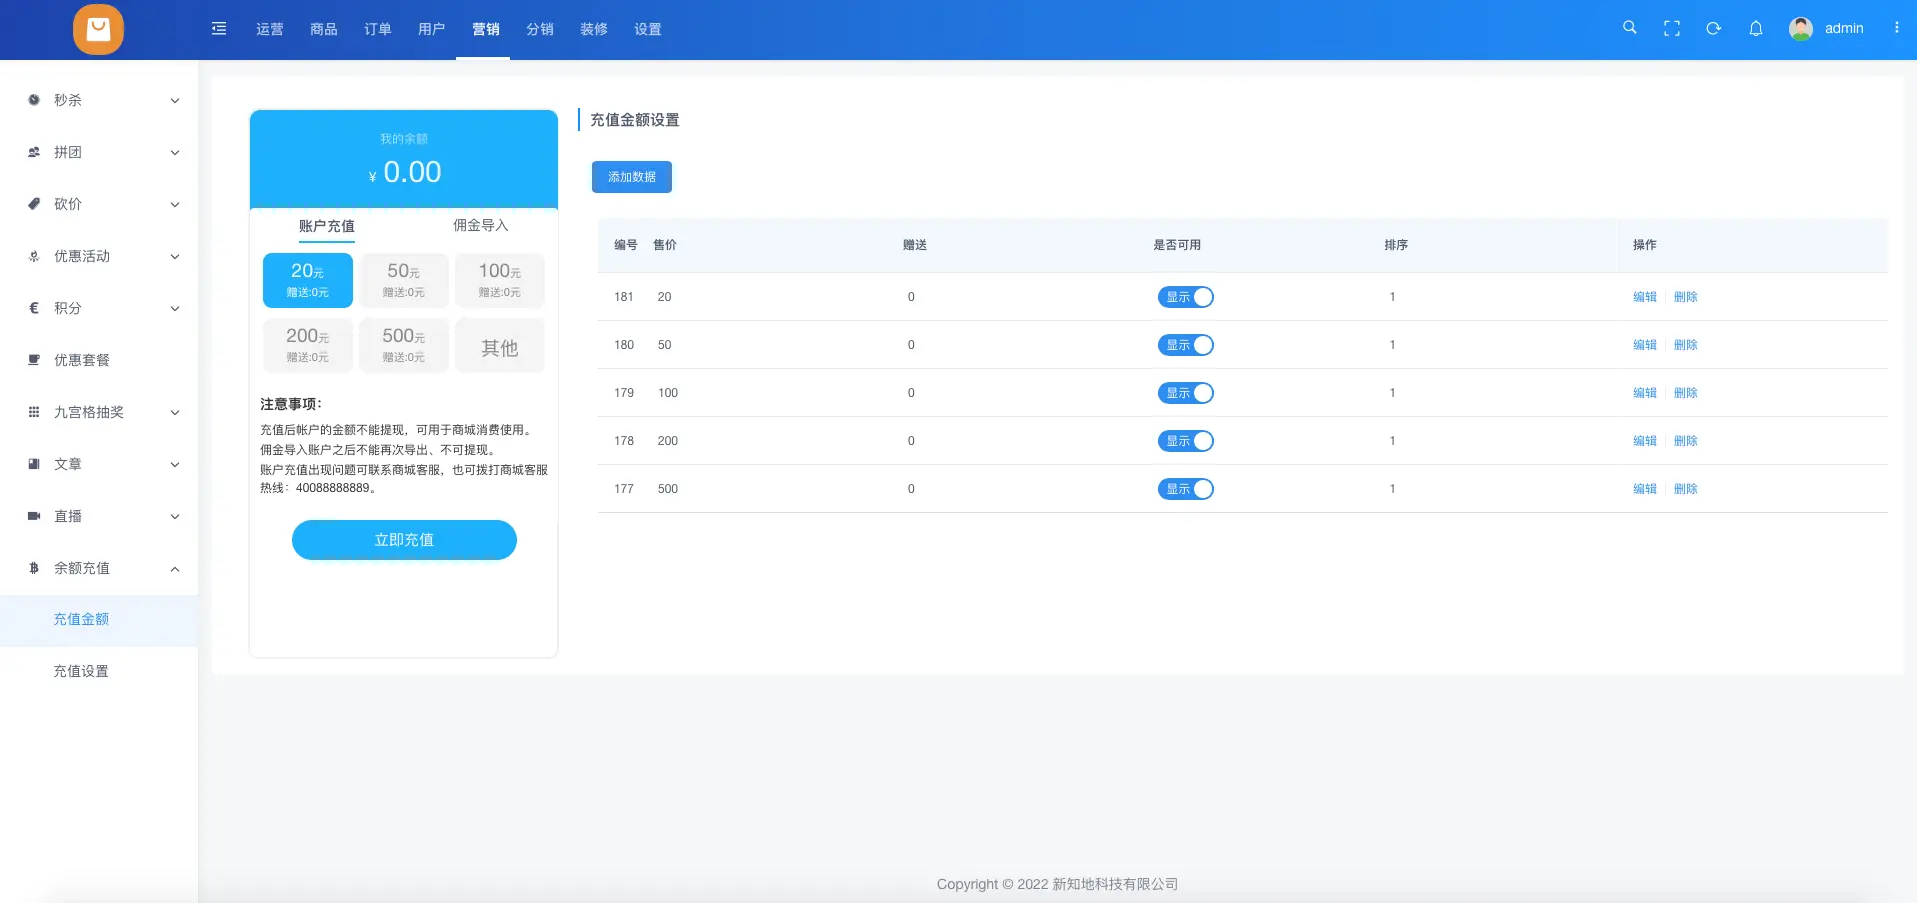 运营 商品 订单 用户 营销 分销 装修 设置 admin
秒杀
拼团
砍价
优惠活动
积分
优惠套餐
九宫格抽奖
文章
直播
余额充值
充值金额
充值设置
我的余额
¥ 0.00
账户充值 佣金导入
20元 50元 100元
赠送:0元 赠送:0元 赠送:0元
200元 500元 其他
赠送:0元 赠送:0元
注意事项：
充值后帐户的金额不能提现，可用于商城消费使用。
佣金导入账户之后不能再次导出、不可提现。
账户充值出现问题可联系商城客服，也可拨打商城客服
热线：40088888889。
立即充值
充值金额设置
添加数据
编号 售价 赠送 是否可用 排序 操作
181 20 0 显示 1 编辑 删除
180 50 0 显示 1 编辑 删除
179 100 0 显示 1 编辑 删除
178 200 0 显示 1 编辑 删除
177 500 0 显示 1 编辑 删除
Copyright © 2022 新知地科技有限公司